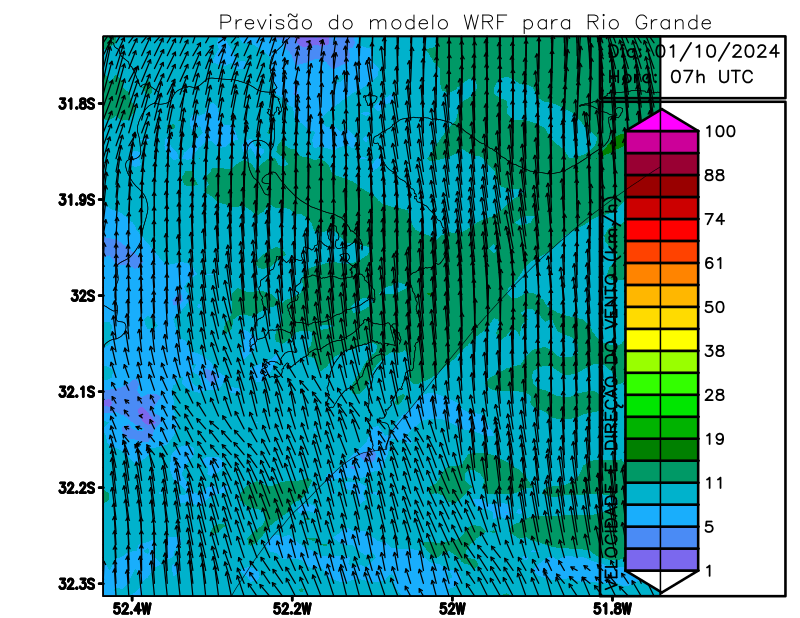 Previsão do modelo WRF para Rio Grande
Dia: 01/10/2024
Hora: 07h UTC
31.8S
31.9S
32S
32.1S
32.2S
32.3S
52.4W
52.2W
52W
51.8W
VELOCIDADE E DIREÇÃO DO VENTO (km/h)
100
88
74
61
50
38
28
19
11
5
1